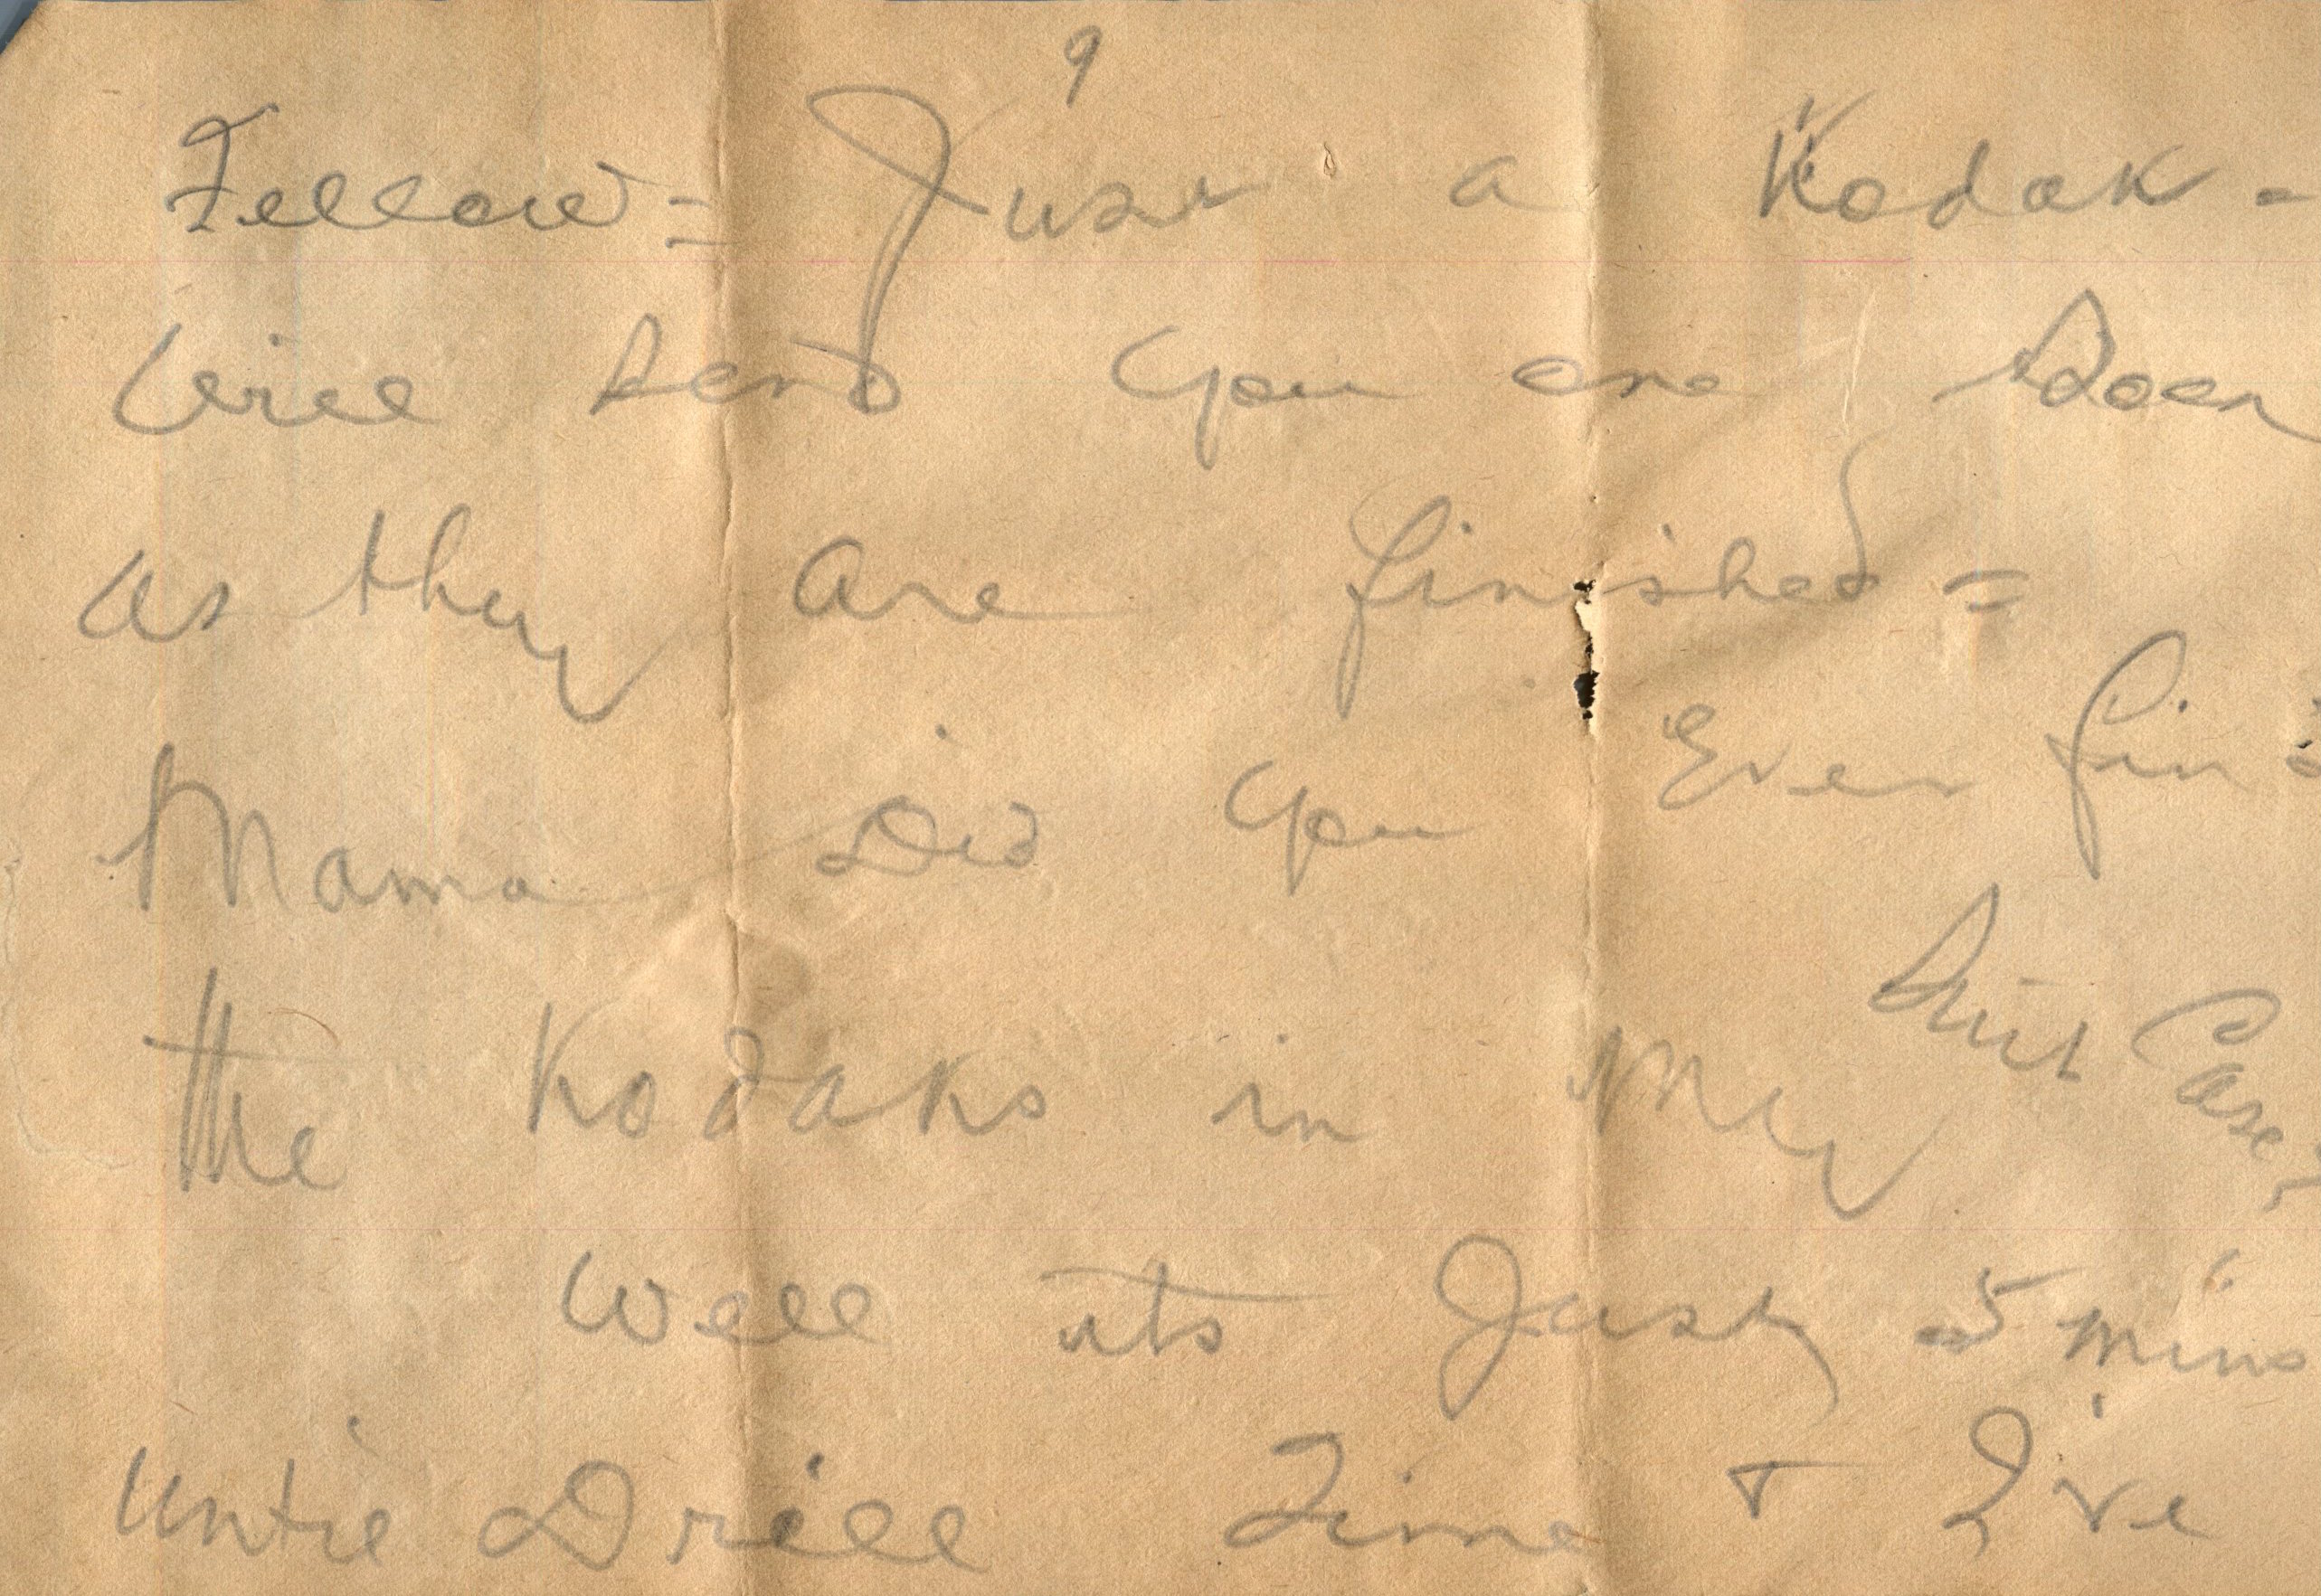 9
Fellow = Just a Kodak -
Will send you one soon
as they are finished =
Mama Did you Ever find
the Kodaks in My Suit Case,
Well its Just 5 mins
until Drill Time + I've